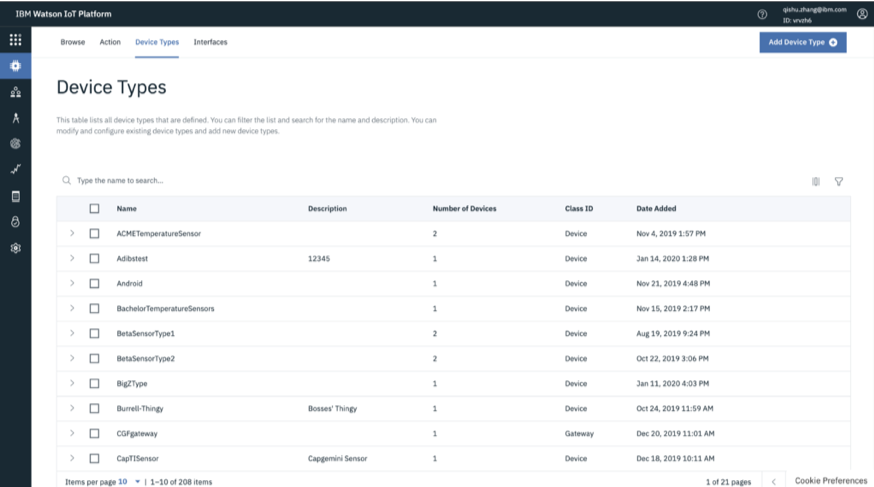 IBM Watson IoT Platform
qishu.zhang@ibm.com
ID: vrvzh6
Browse Action Device Types Interfaces
Add Device Type
Device Types
This table lists all device types that are defined. You can filter the list and search for the name and description. You can
modify and configure existing device types and add new device types.
Type the name to search...
Name Description Number of Devices Class ID Date Added
ACMETemperatureSensor 2 Device Nov 4, 2019 1:57 PM
Adibstest 12345 1 Device Jan 14, 2020 1:28 PM
Android 1 Device Nov 21, 2019 4:48 PM
BachelorTemperatureSensors 1 Device Nov 15, 2019 2:17 PM
BetaSensorType1 2 Device Aug 19, 2019 9:24 PM
BetaSensorType2 2 Device Oct 22, 2019 3:06 PM
BigZType 1 Device Jan 11, 2020 4:03 PM
Burrell-Thingy Bosses' Thingy 1 Device Oct 24, 2019 11:59 AM
CGFgateway 1 Gateway Dec 20, 2019 11:01 AM
CapTISensor Capgemini Sensor 1 Device Dec 18, 2019 10:11 AM
Items per page 10 | 1–10 of 208 items 1 of 21 pages Cookie Preferences